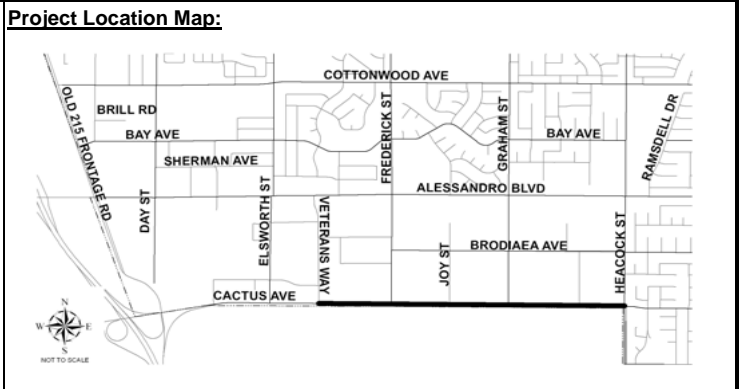 Project Location Map:
COTTONWOOD AVE
OLD 215 FRONTAGE RD
BRILL RD
BAY AVE
SHERMAN AVE
DAY ST
ELSWORTH ST
VETERANS WAY
FREDERICK ST
GRAHAM ST
BAY AVE
RAMSDELL DR
ALESSANDRO BLVD
JOY ST
BRODIAEA AVE
HEACOCK ST
CACTUS AVE
N
W E
S
NOT TO SCALE